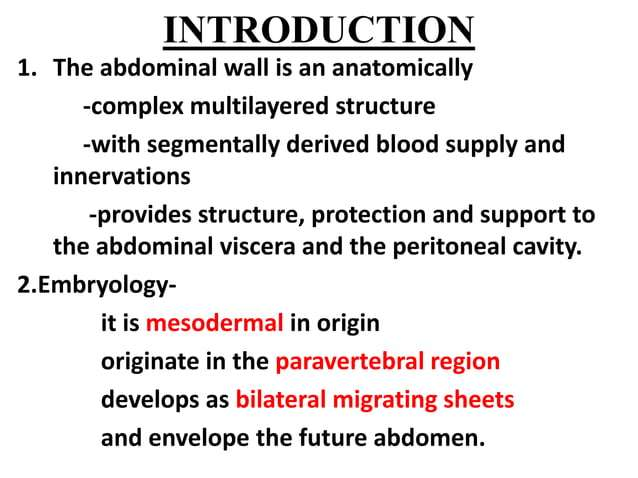 INTRODUCTION
1. The abdominal wall is an anatomically
-complex multilayered structure
-with segmentally derived blood supply and
innervations
-provides structure, protection and support to
the abdominal viscera and the peritoneal cavity.
2.Embryology-
it is mesodermal in origin
originate in the paravertebral region
develops as bilateral migrating sheets
and envelope the future abdomen.